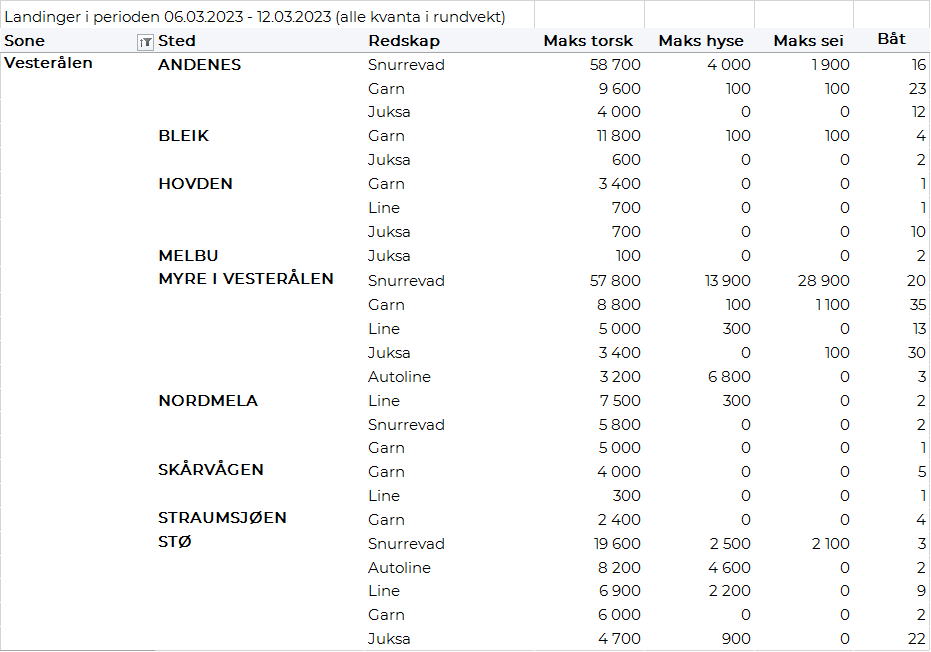 Landinger i perioden 06.03.2023 - 12.03.2023 (alle kvanta i rundvekt)
Sone Sted Redskap Maks torsk Maks hyse Maks sei Båt
Vesterålen ANDENES Snurrevad 58 700 4 000 1 900 16
Garn 9 600 100 100 23
Juksa 4 000 0 0 12
BLEIK Garn 11 800 100 100 4
Juksa 600 0 0 2
HOVDEN Garn 3 400 0 0 1
Line 700 0 0 1
Juksa 700 0 0 10
MELBU Juksa 100 0 0 2
MYRE I VESTERÅLEN Snurrevad 57 800 13 900 28 900 20
Garn 8 800 100 1 100 35
Line 5 000 300 0 13
Juksa 3 400 0 100 30
Autoline 3 200 6 800 0 3
NORDMELA Line 7 500 300 0 2
Snurrevad 5 800 0 0 2
Garn 5 000 0 0 1
SKÅRVÅGEN Garn 4 000 0 0 5
Line 300 0 0 1
STRAUMSJØEN Garn 2 400 0 0 4
STØ Snurrevad 19 600 2 500 2 100 3
Autoline 8 200 4 600 0 2
Line 6 900 2 200 0 9
Garn 6 000 0 0 2
Juksa 4 700 900 0 22